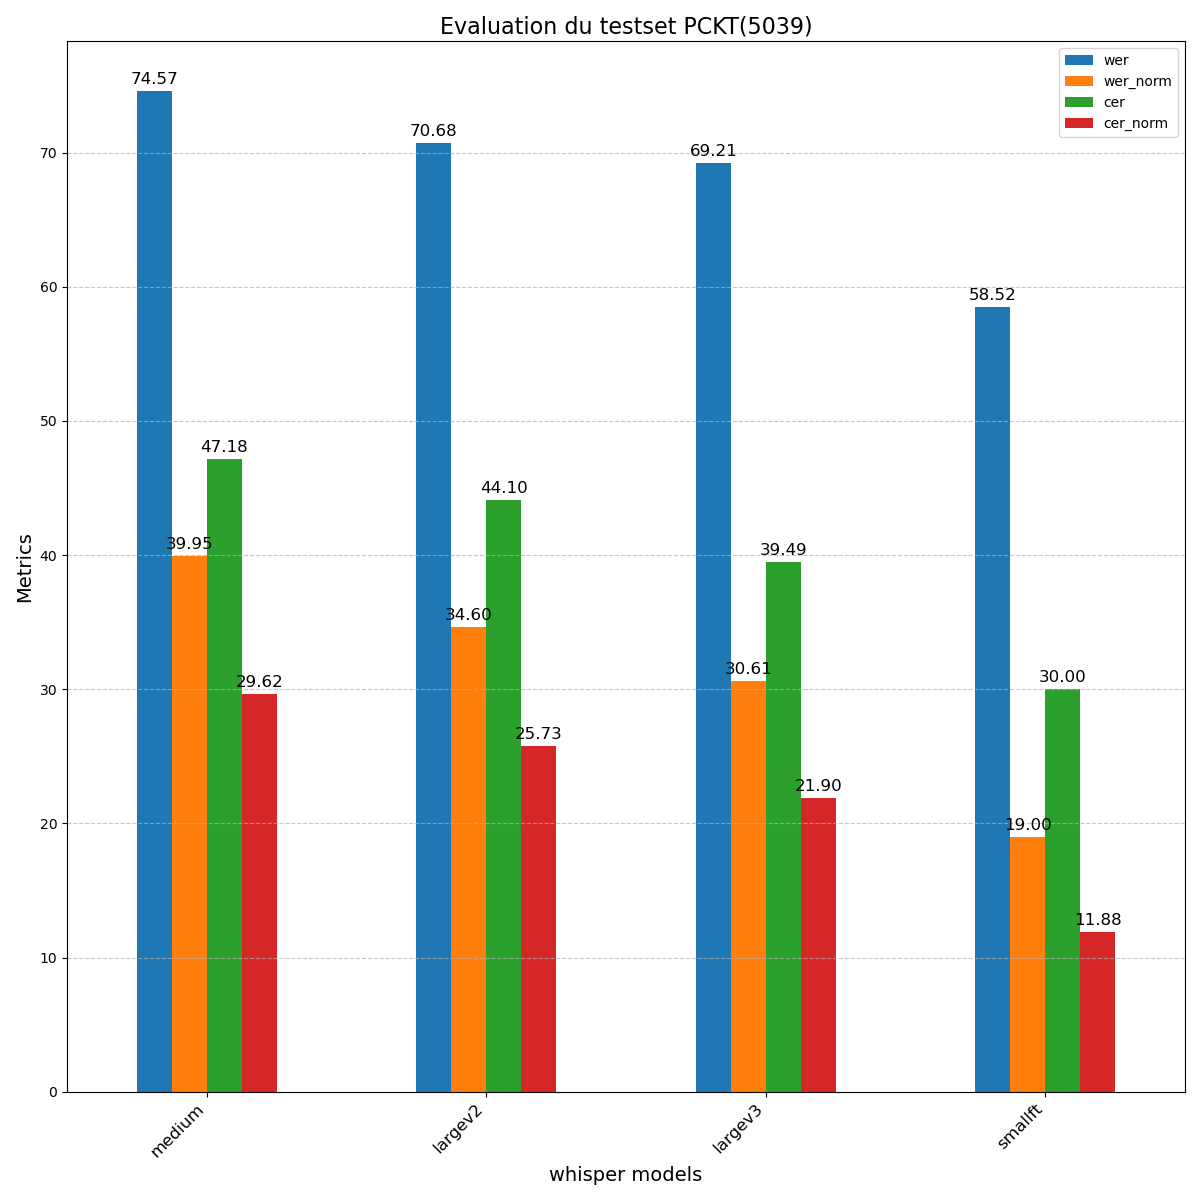 Evaluation du testset PCKT(5039)
wer
wer_norm
cer
cer_norm
74.57
70.68
69.21
58.52
47.18
44.10
39.49
30.00
39.95
34.60
30.61
19.00
29.62
25.73
21.90
11.88
70
60
50
40
30
20
10
0
Metrics
medium
largev2
largev3
smallft
whisper models